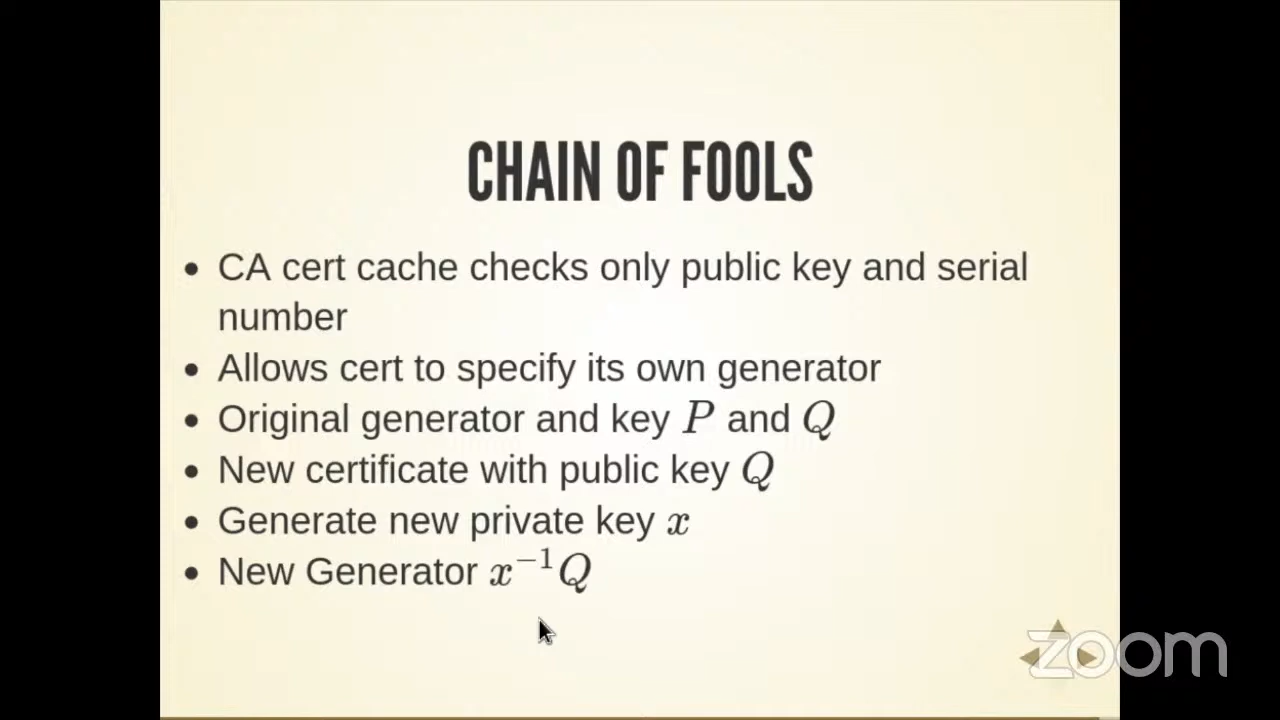 CHAIN OF FOOLS
• CA cert cache checks only public key and serial
number
• Allows cert to specify its own generator
• Original generator and key P and Q
• New certificate with public key Q
• Generate new private key x
• New Generator x⁻¹Q
zoom